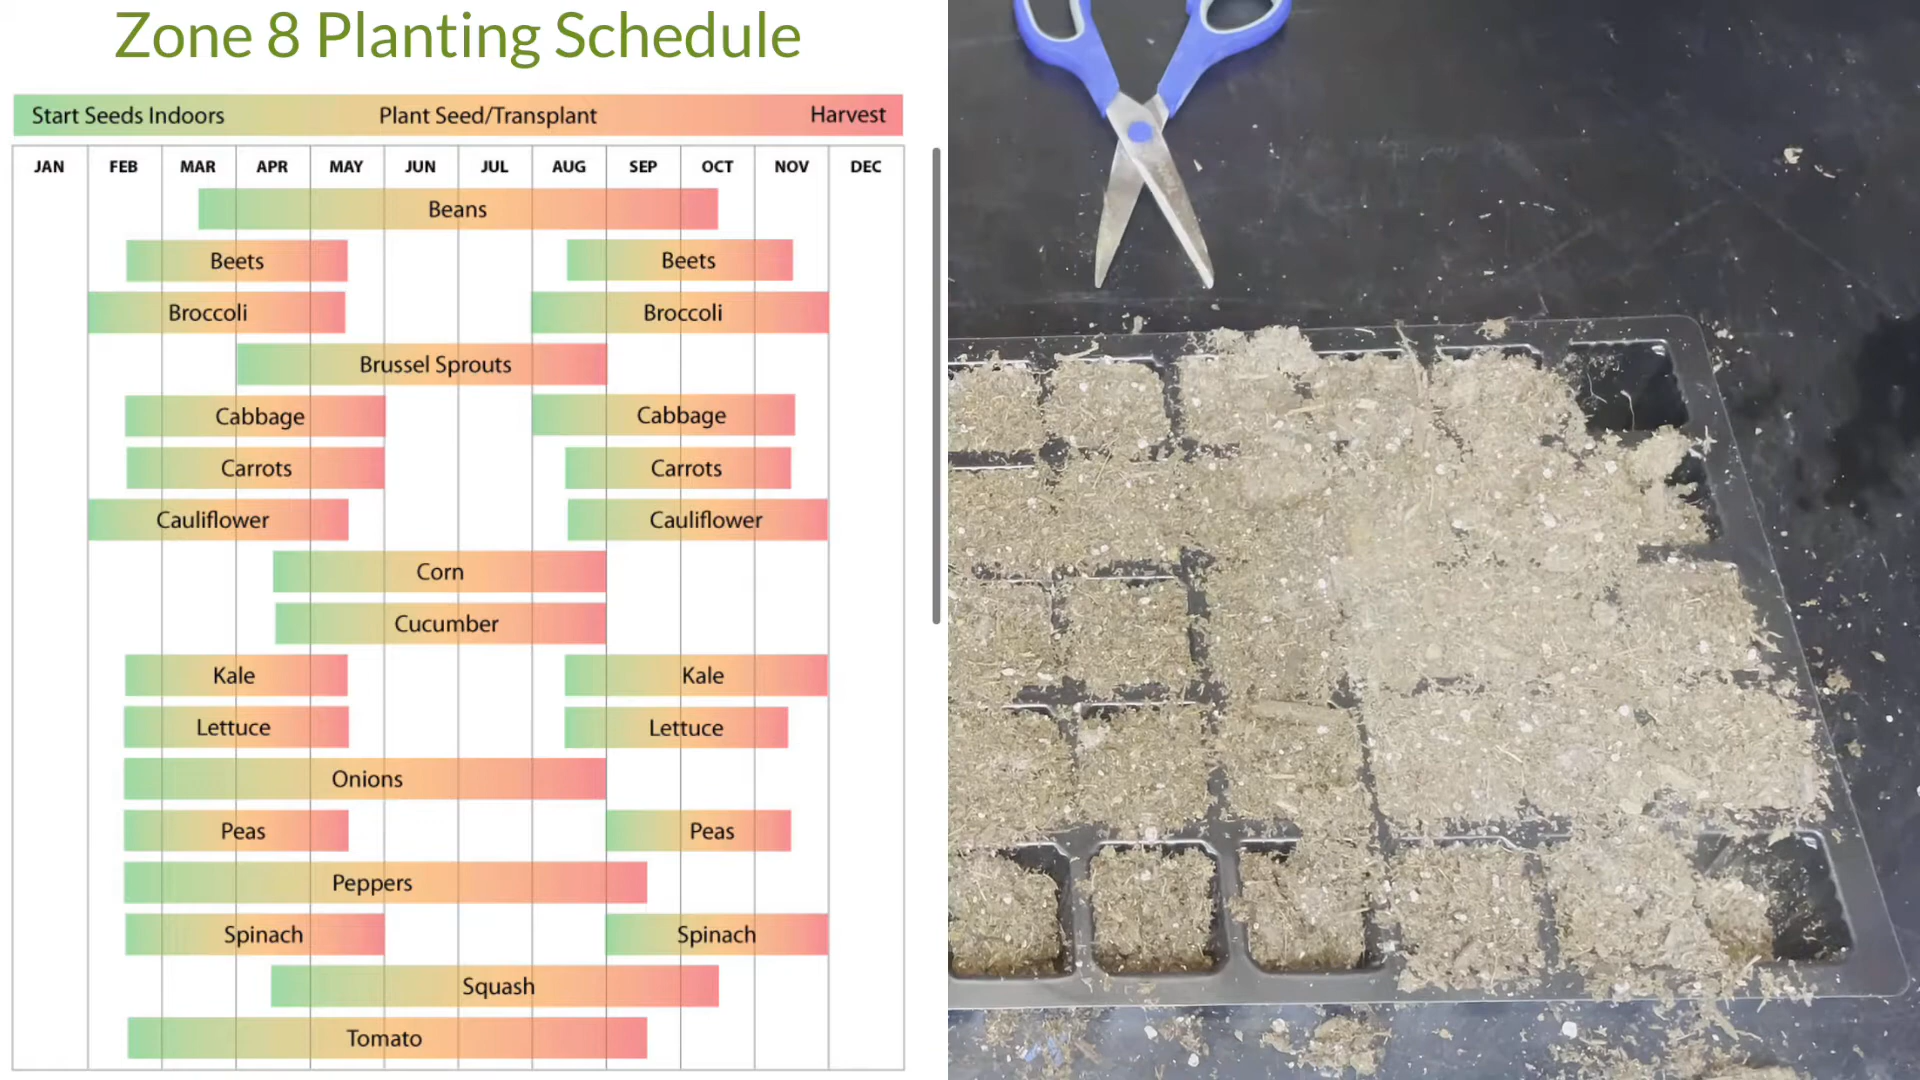 Zone 8 Planting Schedule
Start Seeds Indoors Plant Seed/Transplant Harvest
JAN FEB MAR APR MAY JUN JUL AUG SEP OCT NOV DEC
Beans
Beets Beets
Broccoli Broccoli
Brussel Sprouts
Cabbage Cabbage
Carrots Carrots
Cauliflower Cauliflower
Corn
Cucumber
Kale Kale
Lettuce Lettuce
Onions
Peas Peas
Peppers
Spinach Spinach
Squash
Tomato